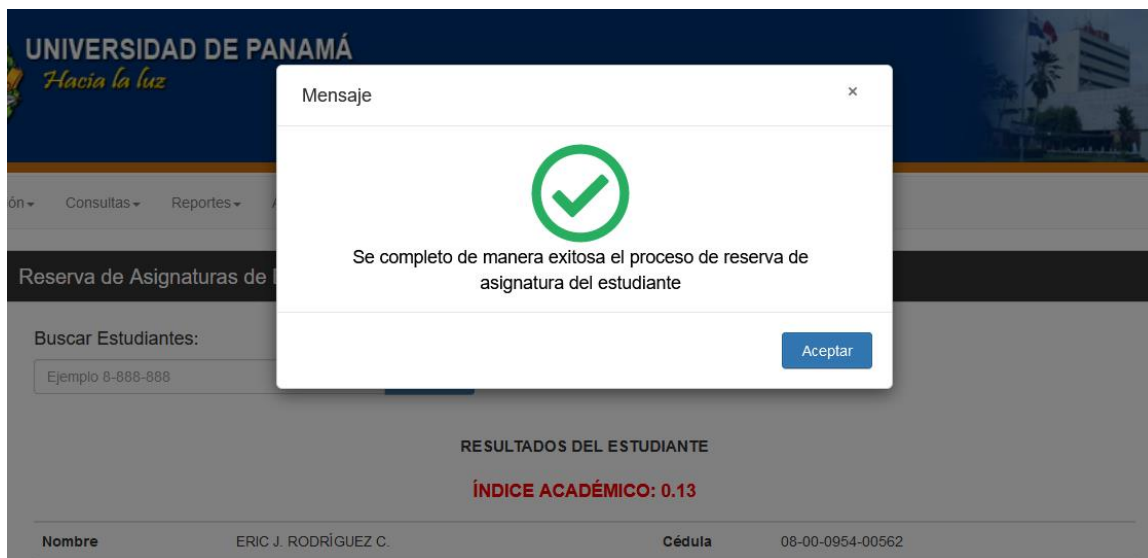 UNIVERSIDAD DE PANAMÁ
Hacia la luz
Mensaje ×
ón Consultas Reportes
Se completo de manera exitosa el proceso de reserva de
asignatura del estudiante
Reserva de Asignaturas de
Buscar Estudiantes:
Aceptar
Ejemplo 8-888-888
RESULTADOS DEL ESTUDIANTE
ÍNDICE ACADÉMICO: 0.13
Nombre ERIC J. RODRÍGUEZ C. Cédula 08-00-0954-00562